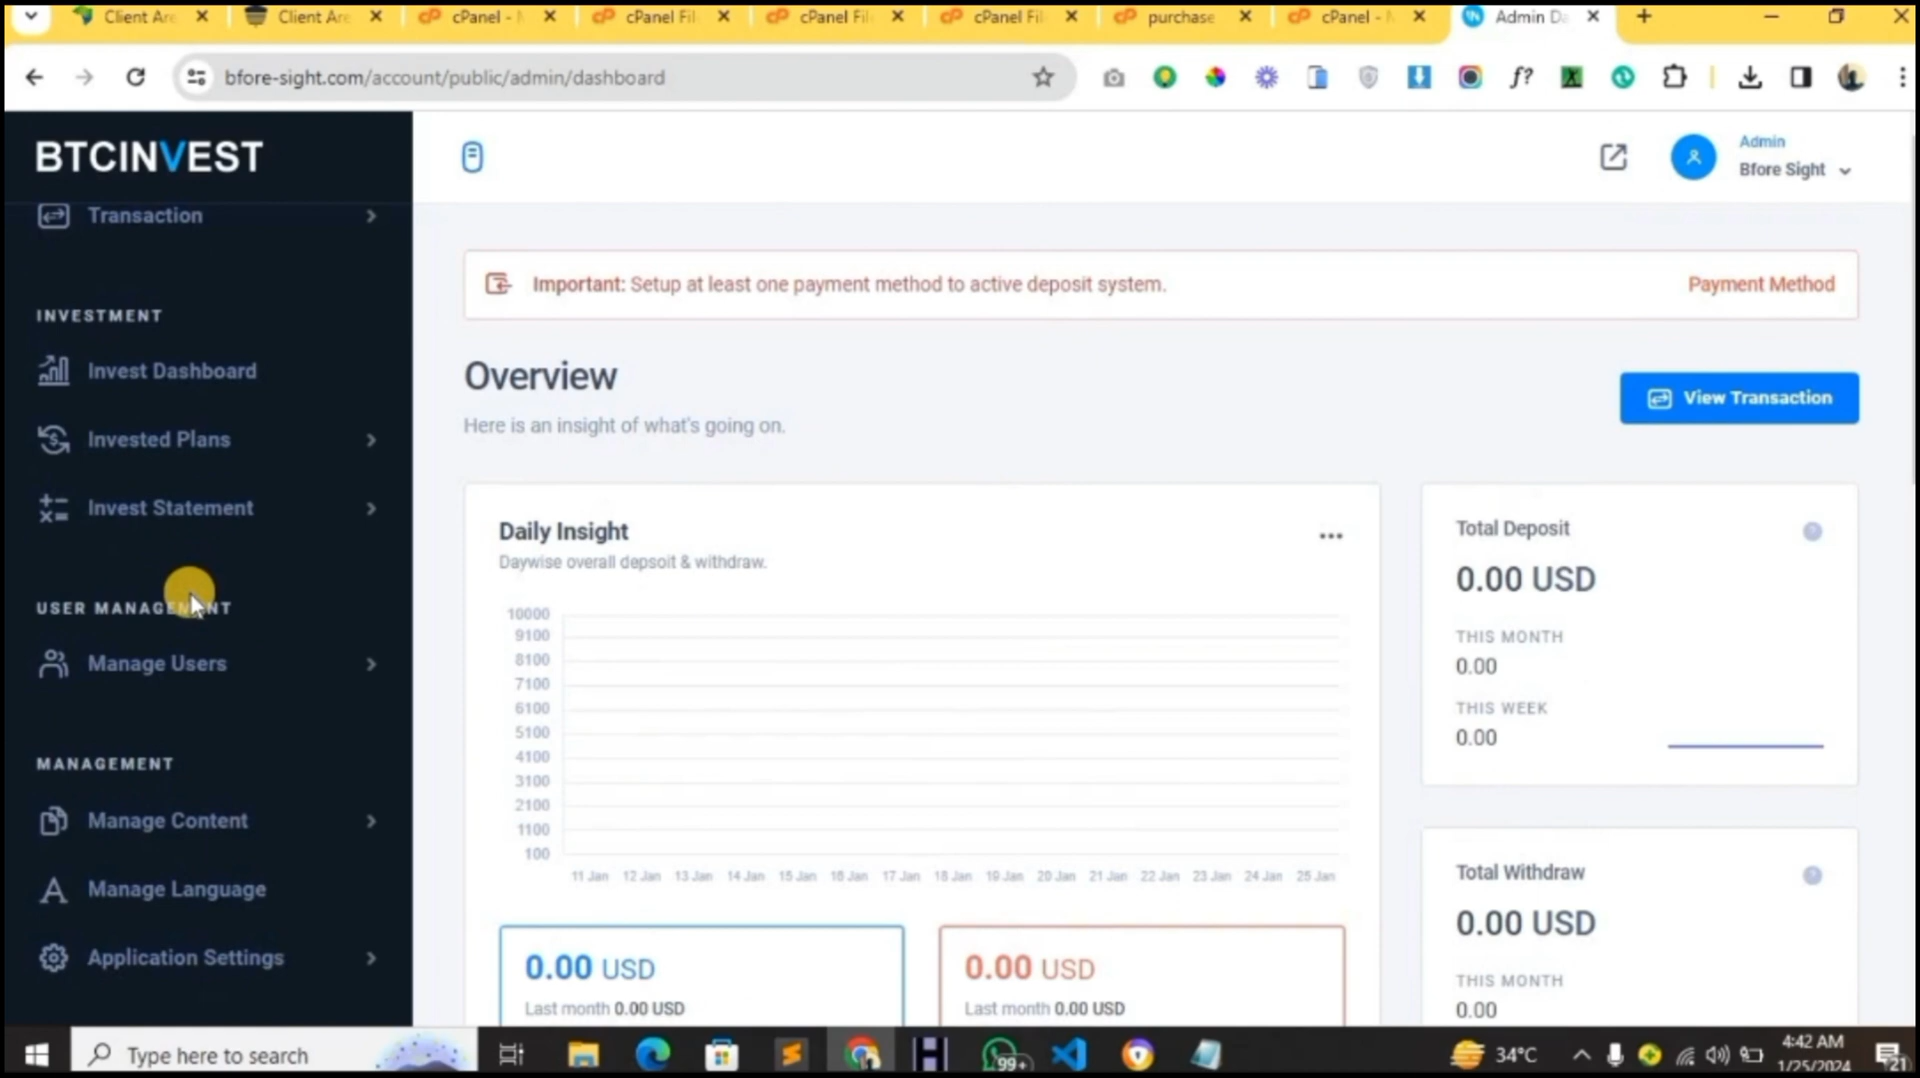 Client Are
Client Are
cPanel -
cPanel Fil
cPanel Fil
cPanel Fil
purchase
cPanel -
Admin Da
bfore-sight.com/account/public/admin/dashboard
f?
BTCINVEST
Admin
Bfore Sight
Transaction
Important: Setup at least one payment method to active deposit system.
Payment Method
INVESTMENT
Invest Dashboard
Invested Plans
Invest Statement
USER MANAGEMENT
Manage Users
MANAGEMENT
Manage Content
Manage Language
Application Settings
Overview
Here is an insight of what's going on.
View Transaction
Daily Insight
Daywise overall depsoit & withdraw.
10000
9100
8100
7100
6100
5100
4100
3100
2100
1100
100
11 Jan 12 Jan 13 Jan 14 Jan 15 Jan 16 Jan 17 Jan 18 Jan 19 Jan 20 Jan 21 Jan 22 Jan 23 Jan 24 Jan 25 Jan
0.00 USD
Last month 0.00 USD
0.00 USD
Last month 0.00 USD
Total Deposit
0.00 USD
THIS MONTH
0.00
THIS WEEK
0.00
Total Withdraw
0.00 USD
THIS MONTH
0.00
Type here to search
99+
34°C
4:42 AM
1/25/2024
21